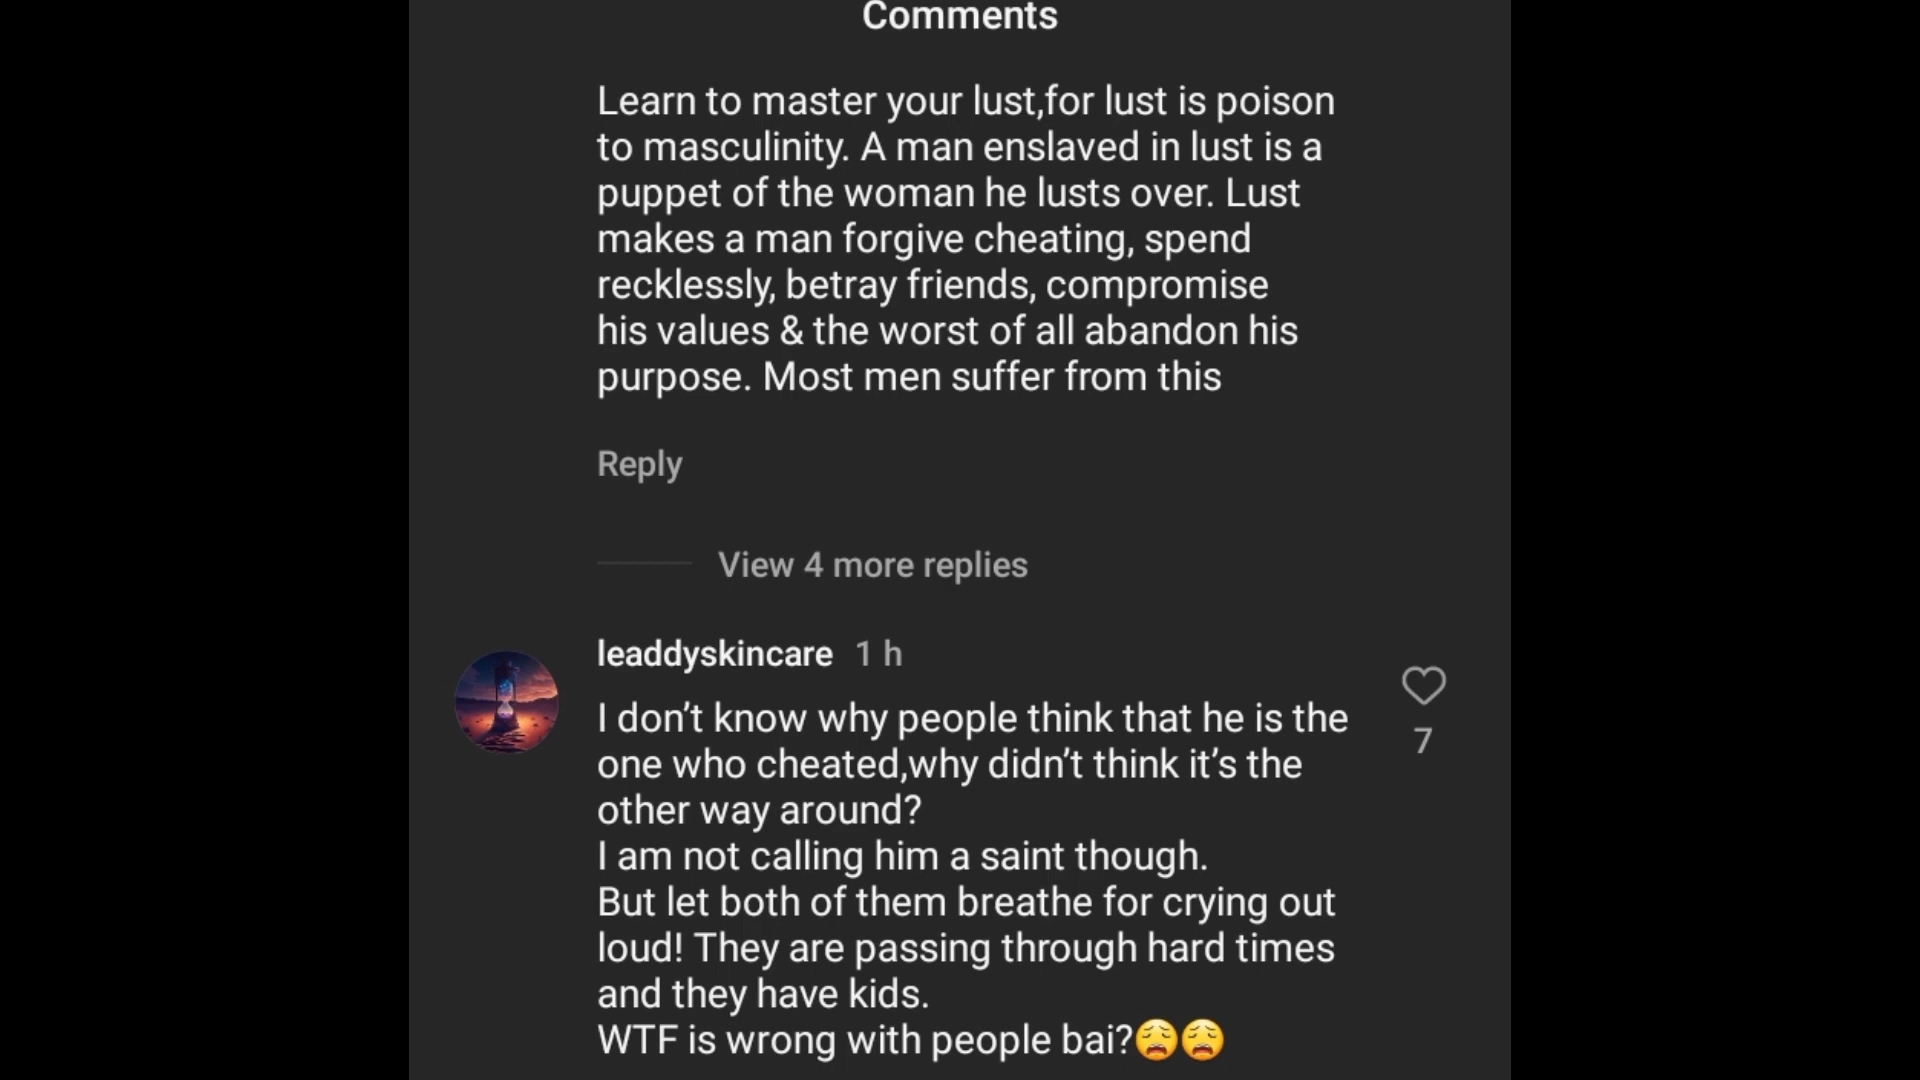 Comments
Learn to master your lust,for lust is poison
to masculinity. A man enslaved in lust is a
puppet of the woman he lusts over. Lust
makes a man forgive cheating, spend
recklessly, betray friends, compromise
his values & the worst of all abandon his
purpose. Most men suffer from this
Reply
View 4 more replies
leaddyskincare 1 h
I don’t know why people think that he is the
one who cheated,why didn’t think it’s the
other way around?
I am not calling him a saint though.
But let both of them breathe for crying out
loud! They are passing through hard times
and they have kids.
WTF is wrong with people bai?😩😩
7